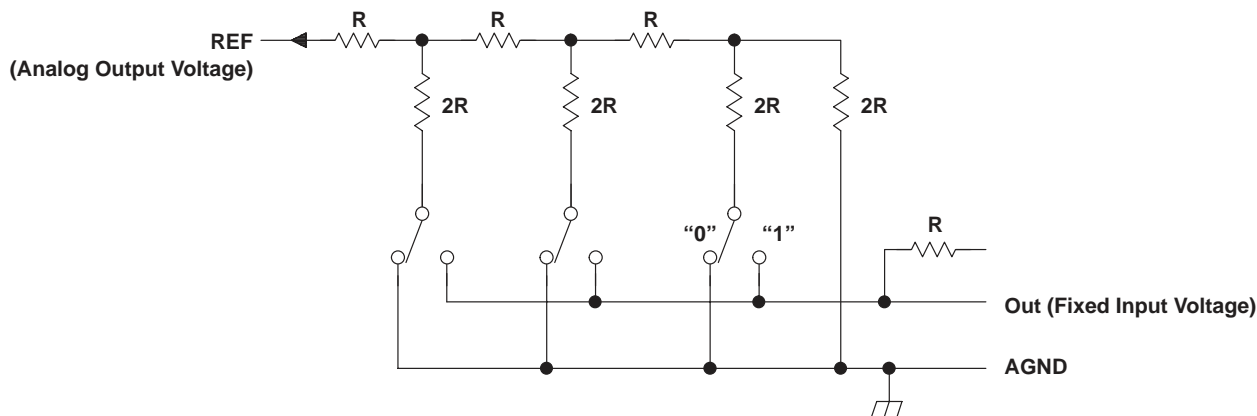 R
R
R
REF
(Analog Output Voltage)
2R
2R
2R
2R
“0”
“1”
R
Out (Fixed Input Voltage)
AGND